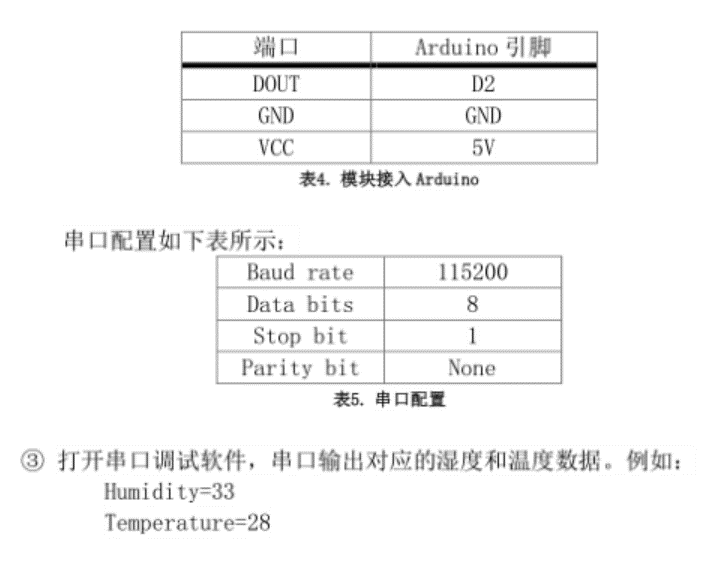 端口 Arduino 引脚
DOUT D2
GND GND
VCC 5V
表4. 模块接入 Arduino
串口配置如下表所示：
Baud rate 115200
Data bits 8
Stop bit 1
Parity bit None
表5. 串口配置
③ 打开串口调试软件，串口输出对应的湿度和温度数据。例如：
Humidity=33
Temperature=28